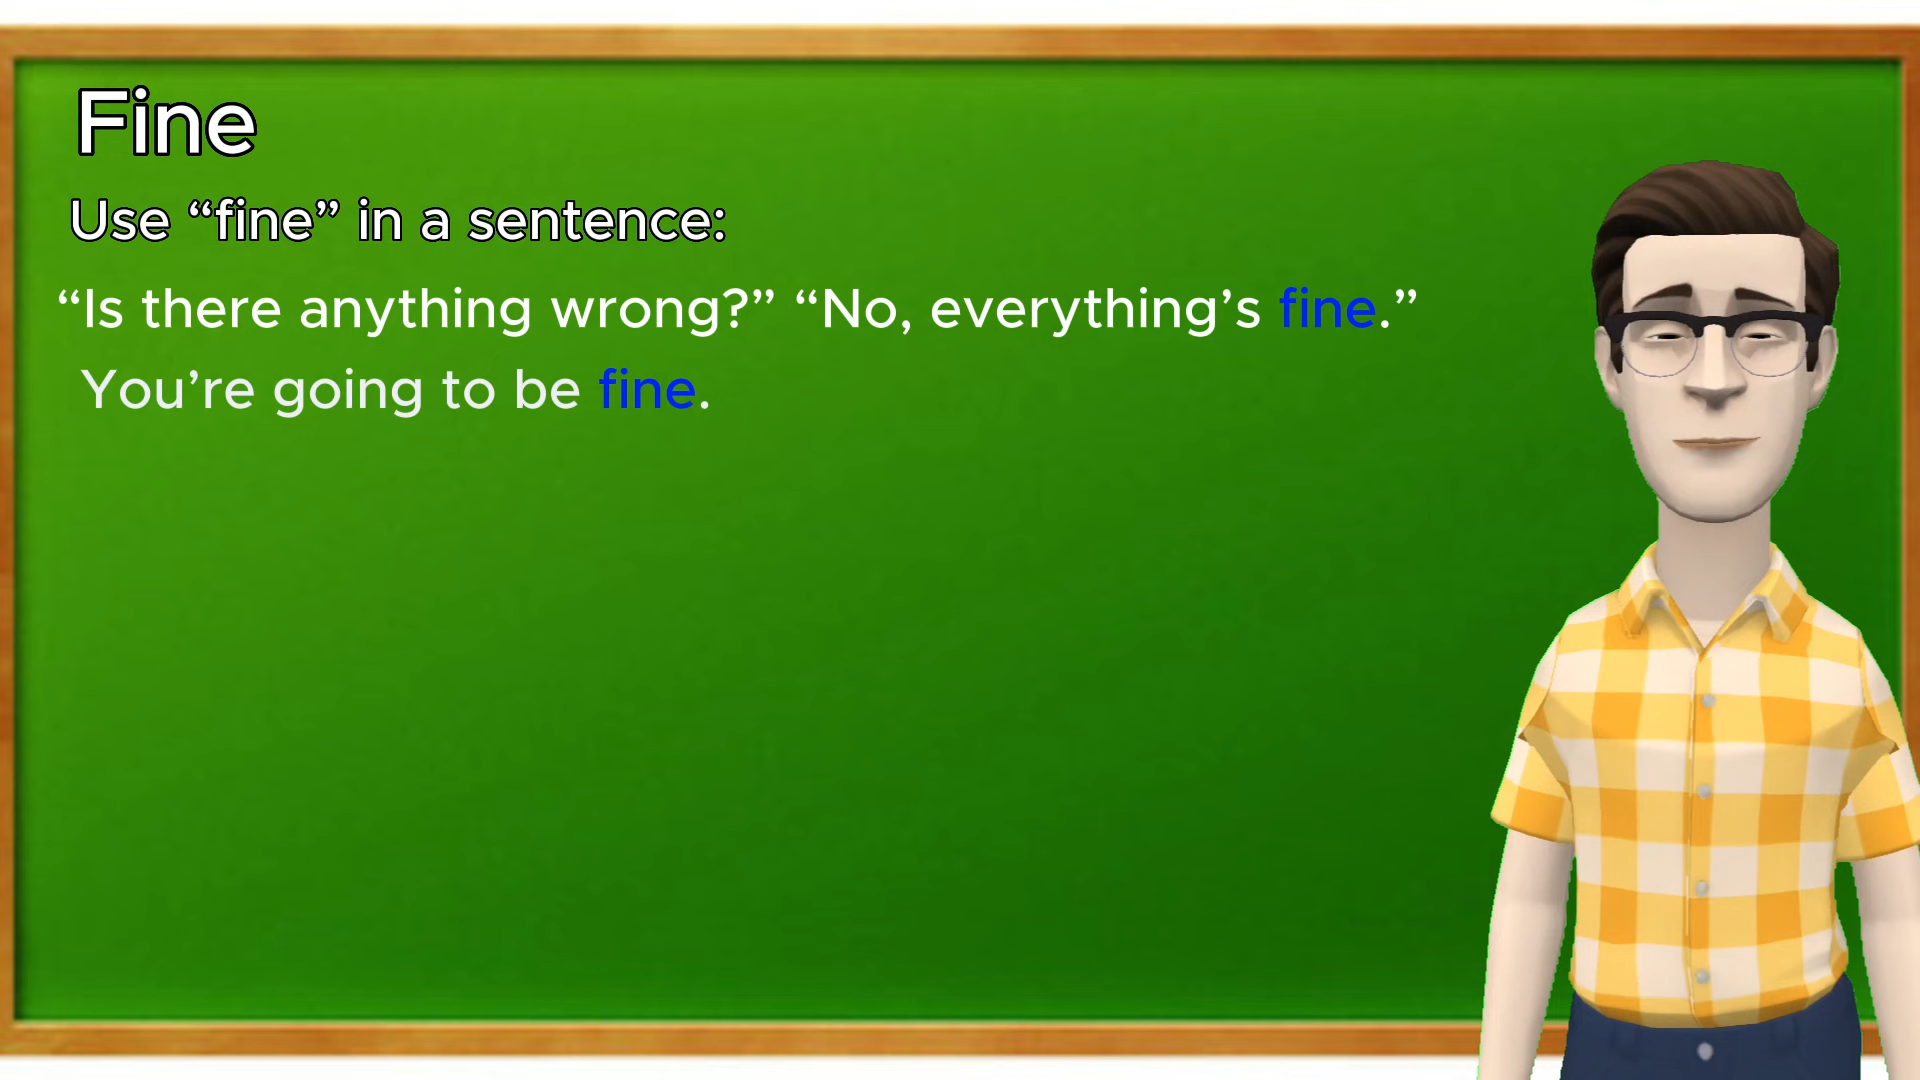 Fine
Use “fine” in a sentence:
“Is there anything wrong?” “No, everything’s fine.”
You’re going to be fine.